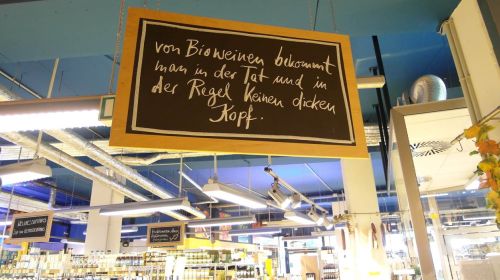 von Bioweinen bekommt
man in der Tat und in
der Regel keinen dicken
Kopf.